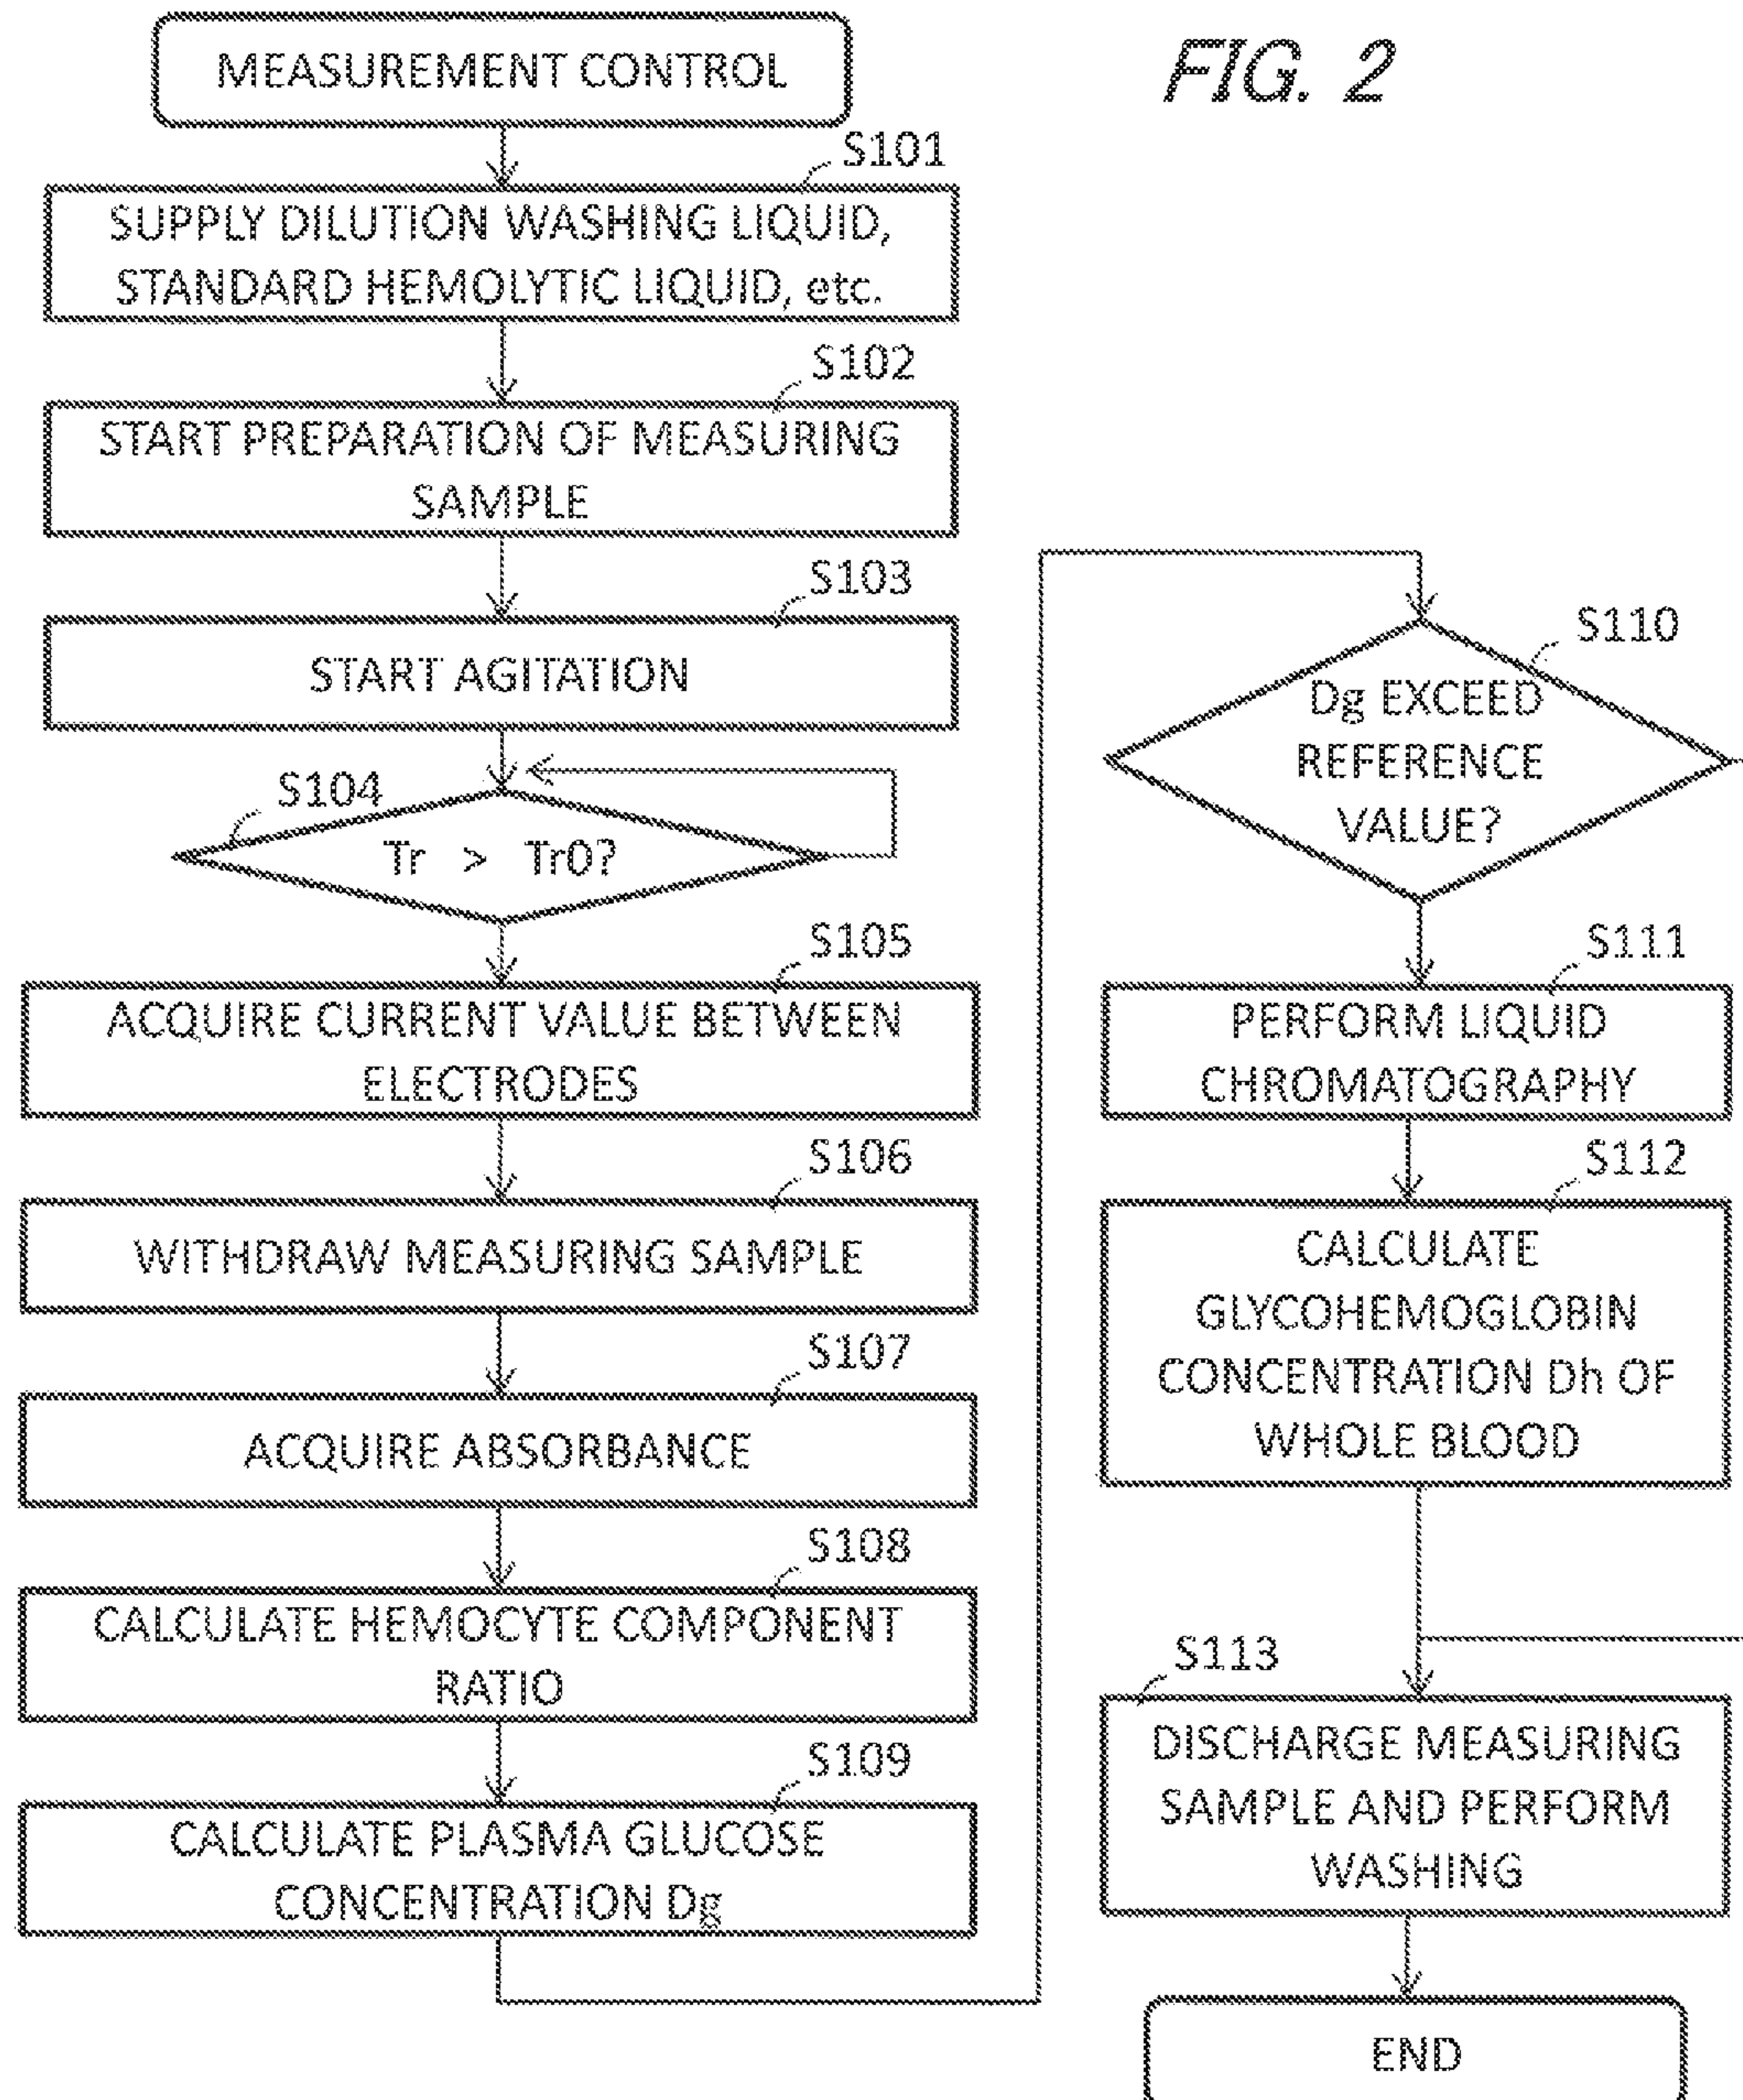 FIG. 2
MEASUREMENT CONTROL
S101
SUPPLY DILUTION WASHING LIQUID,
STANDARD HEMOLYTIC LIQUID, etc.
S102
START PREPARATION OF MEASURING
SAMPLE
S103
START AGITATION
S104
Tr > Tr0?
S105
ACQUIRE CURRENT VALUE BETWEEN
ELECTRODES
S106
WITHDRAW MEASURING SAMPLE
S107
ACQUIRE ABSORBANCE
S108
CALCULATE HEMOCYTE COMPONENT
RATIO
S109
CALCULATE PLASMA GLUCOSE
CONCENTRATION Dg
S110
Dg EXCEED
REFERENCE
VALUE?
S111
PERFORM LIQUID
CHROMATOGRAPHY
S112
CALCULATE
GLYCOHEMOGLOBIN
CONCENTRATION Dh OF
WHOLE BLOOD
S113
DISCHARGE MEASURING
SAMPLE AND PERFORM
WASHING
END